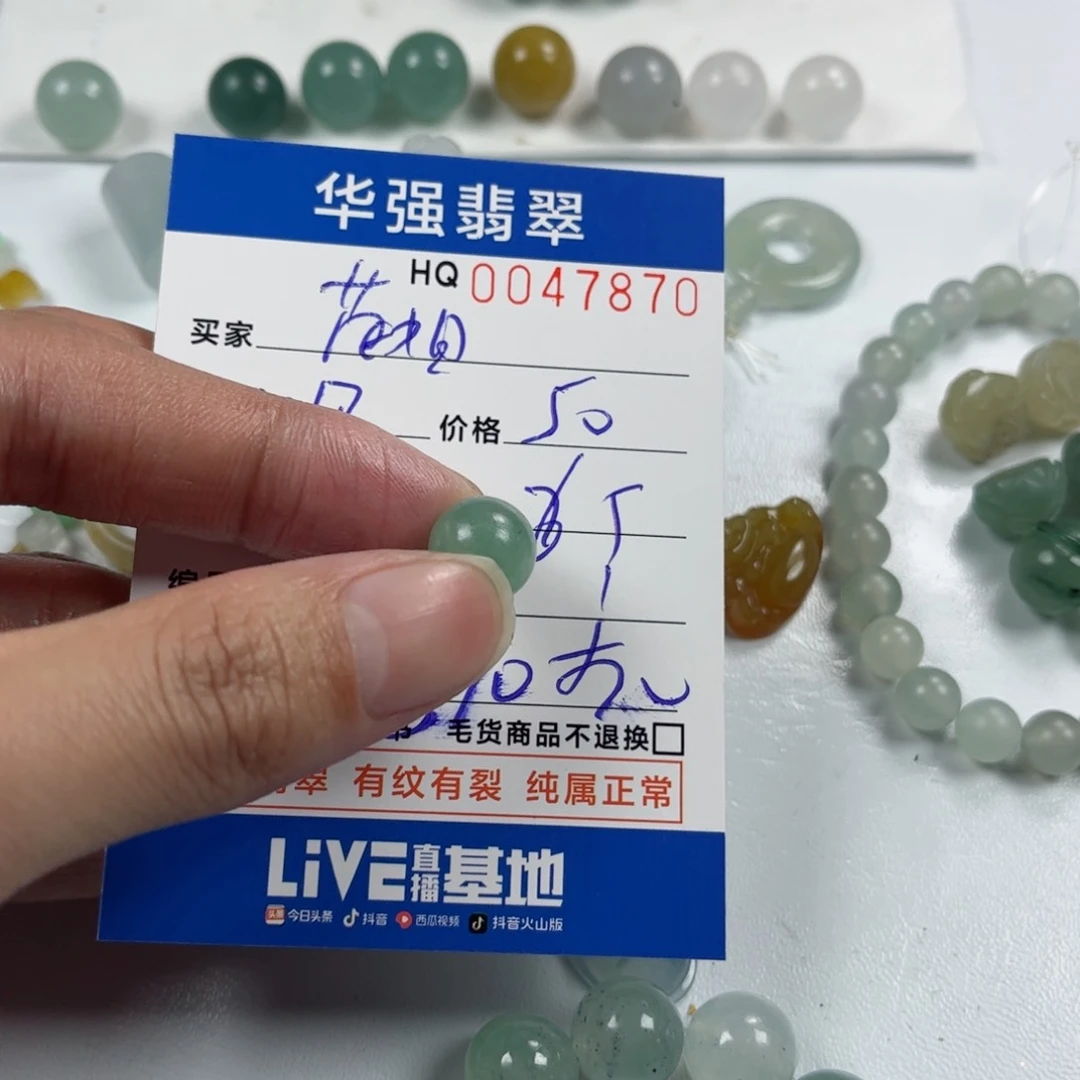 华强翡翠
HQ 0047870
买家
价格 50
10
毛货商品不退换
翠 有纹有裂 纯属正常
LiVE直播基地
今日头条 抖音 西瓜视频 抖音火山版